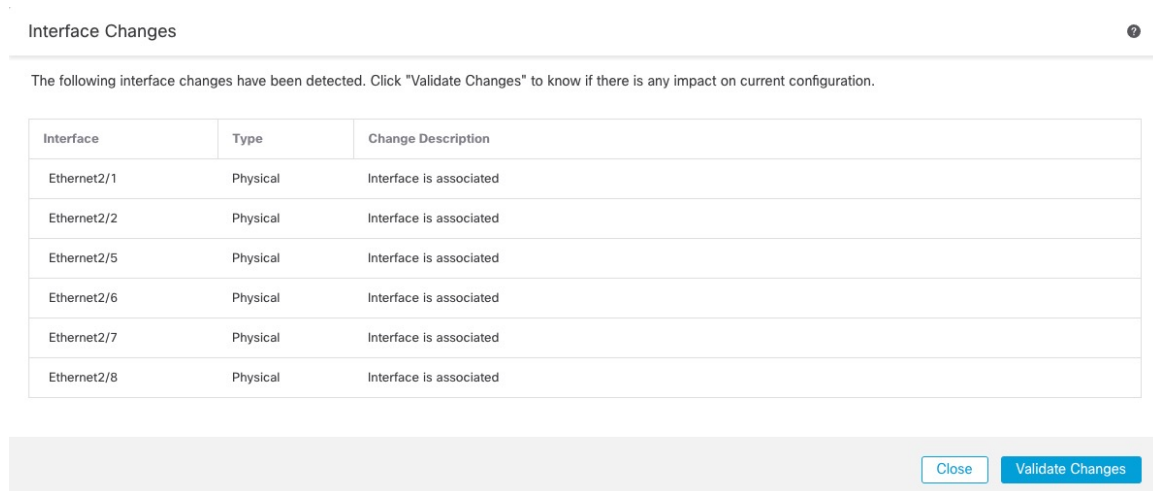 Interface Changes
?
The following interface changes have been detected. Click "Validate Changes" to know if there is any impact on current configuration.
Interface Type Change Description
Ethernet2/1 Physical Interface is associated
Ethernet2/2 Physical Interface is associated
Ethernet2/5 Physical Interface is associated
Ethernet2/6 Physical Interface is associated
Ethernet2/7 Physical Interface is associated
Ethernet2/8 Physical Interface is associated
Close Validate Changes